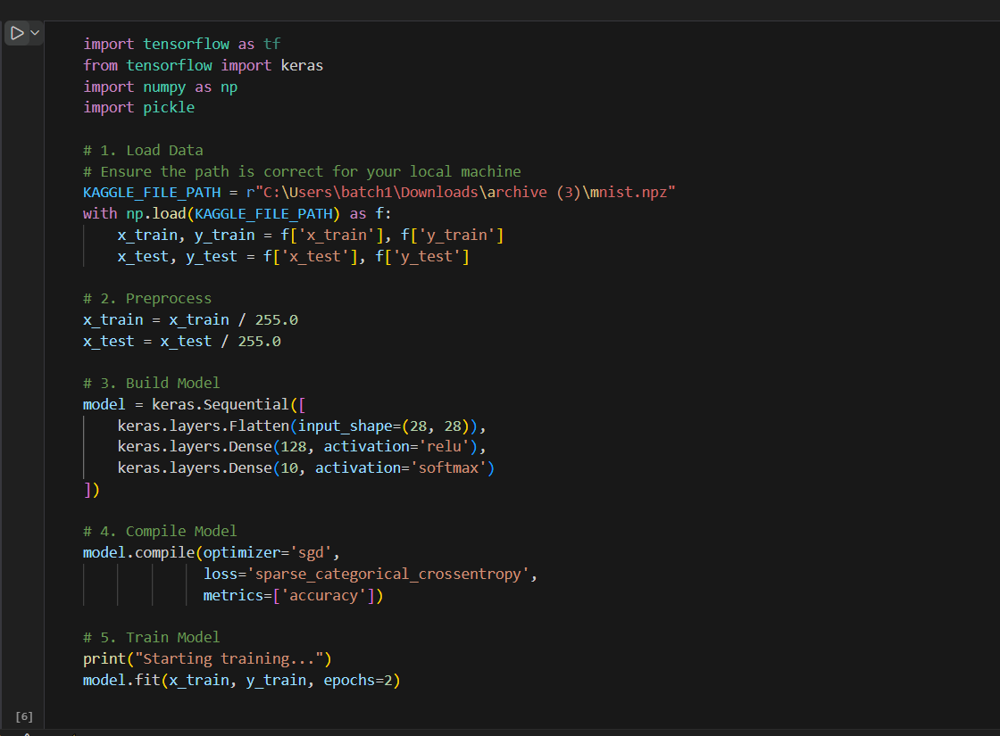 import tensorflow as tf
from tensorflow import keras
import numpy as np
import pickle

# 1. Load Data
# Ensure the path is correct for your local machine
KAGGLE_FILE_PATH = r"C:\Users\batch1\Downloads\archive (3)\mnist.npz"
with np.load(KAGGLE_FILE_PATH) as f:
    x_train, y_train = f['x_train'], f['y_train']
    x_test, y_test = f['x_test'], f['y_test']

# 2. Preprocess
x_train = x_train / 255.0
x_test = x_test / 255.0

# 3. Build Model
model = keras.Sequential([
    keras.layers.Flatten(input_shape=(28, 28)),
    keras.layers.Dense(128, activation='relu'),
    keras.layers.Dense(10, activation='softmax')
])

# 4. Compile Model
model.compile(optimizer='sgd',
              loss='sparse_categorical_crossentropy',
              metrics=['accuracy'])

# 5. Train Model
print("Starting training...")
model.fit(x_train, y_train, epochs=2)
[6]